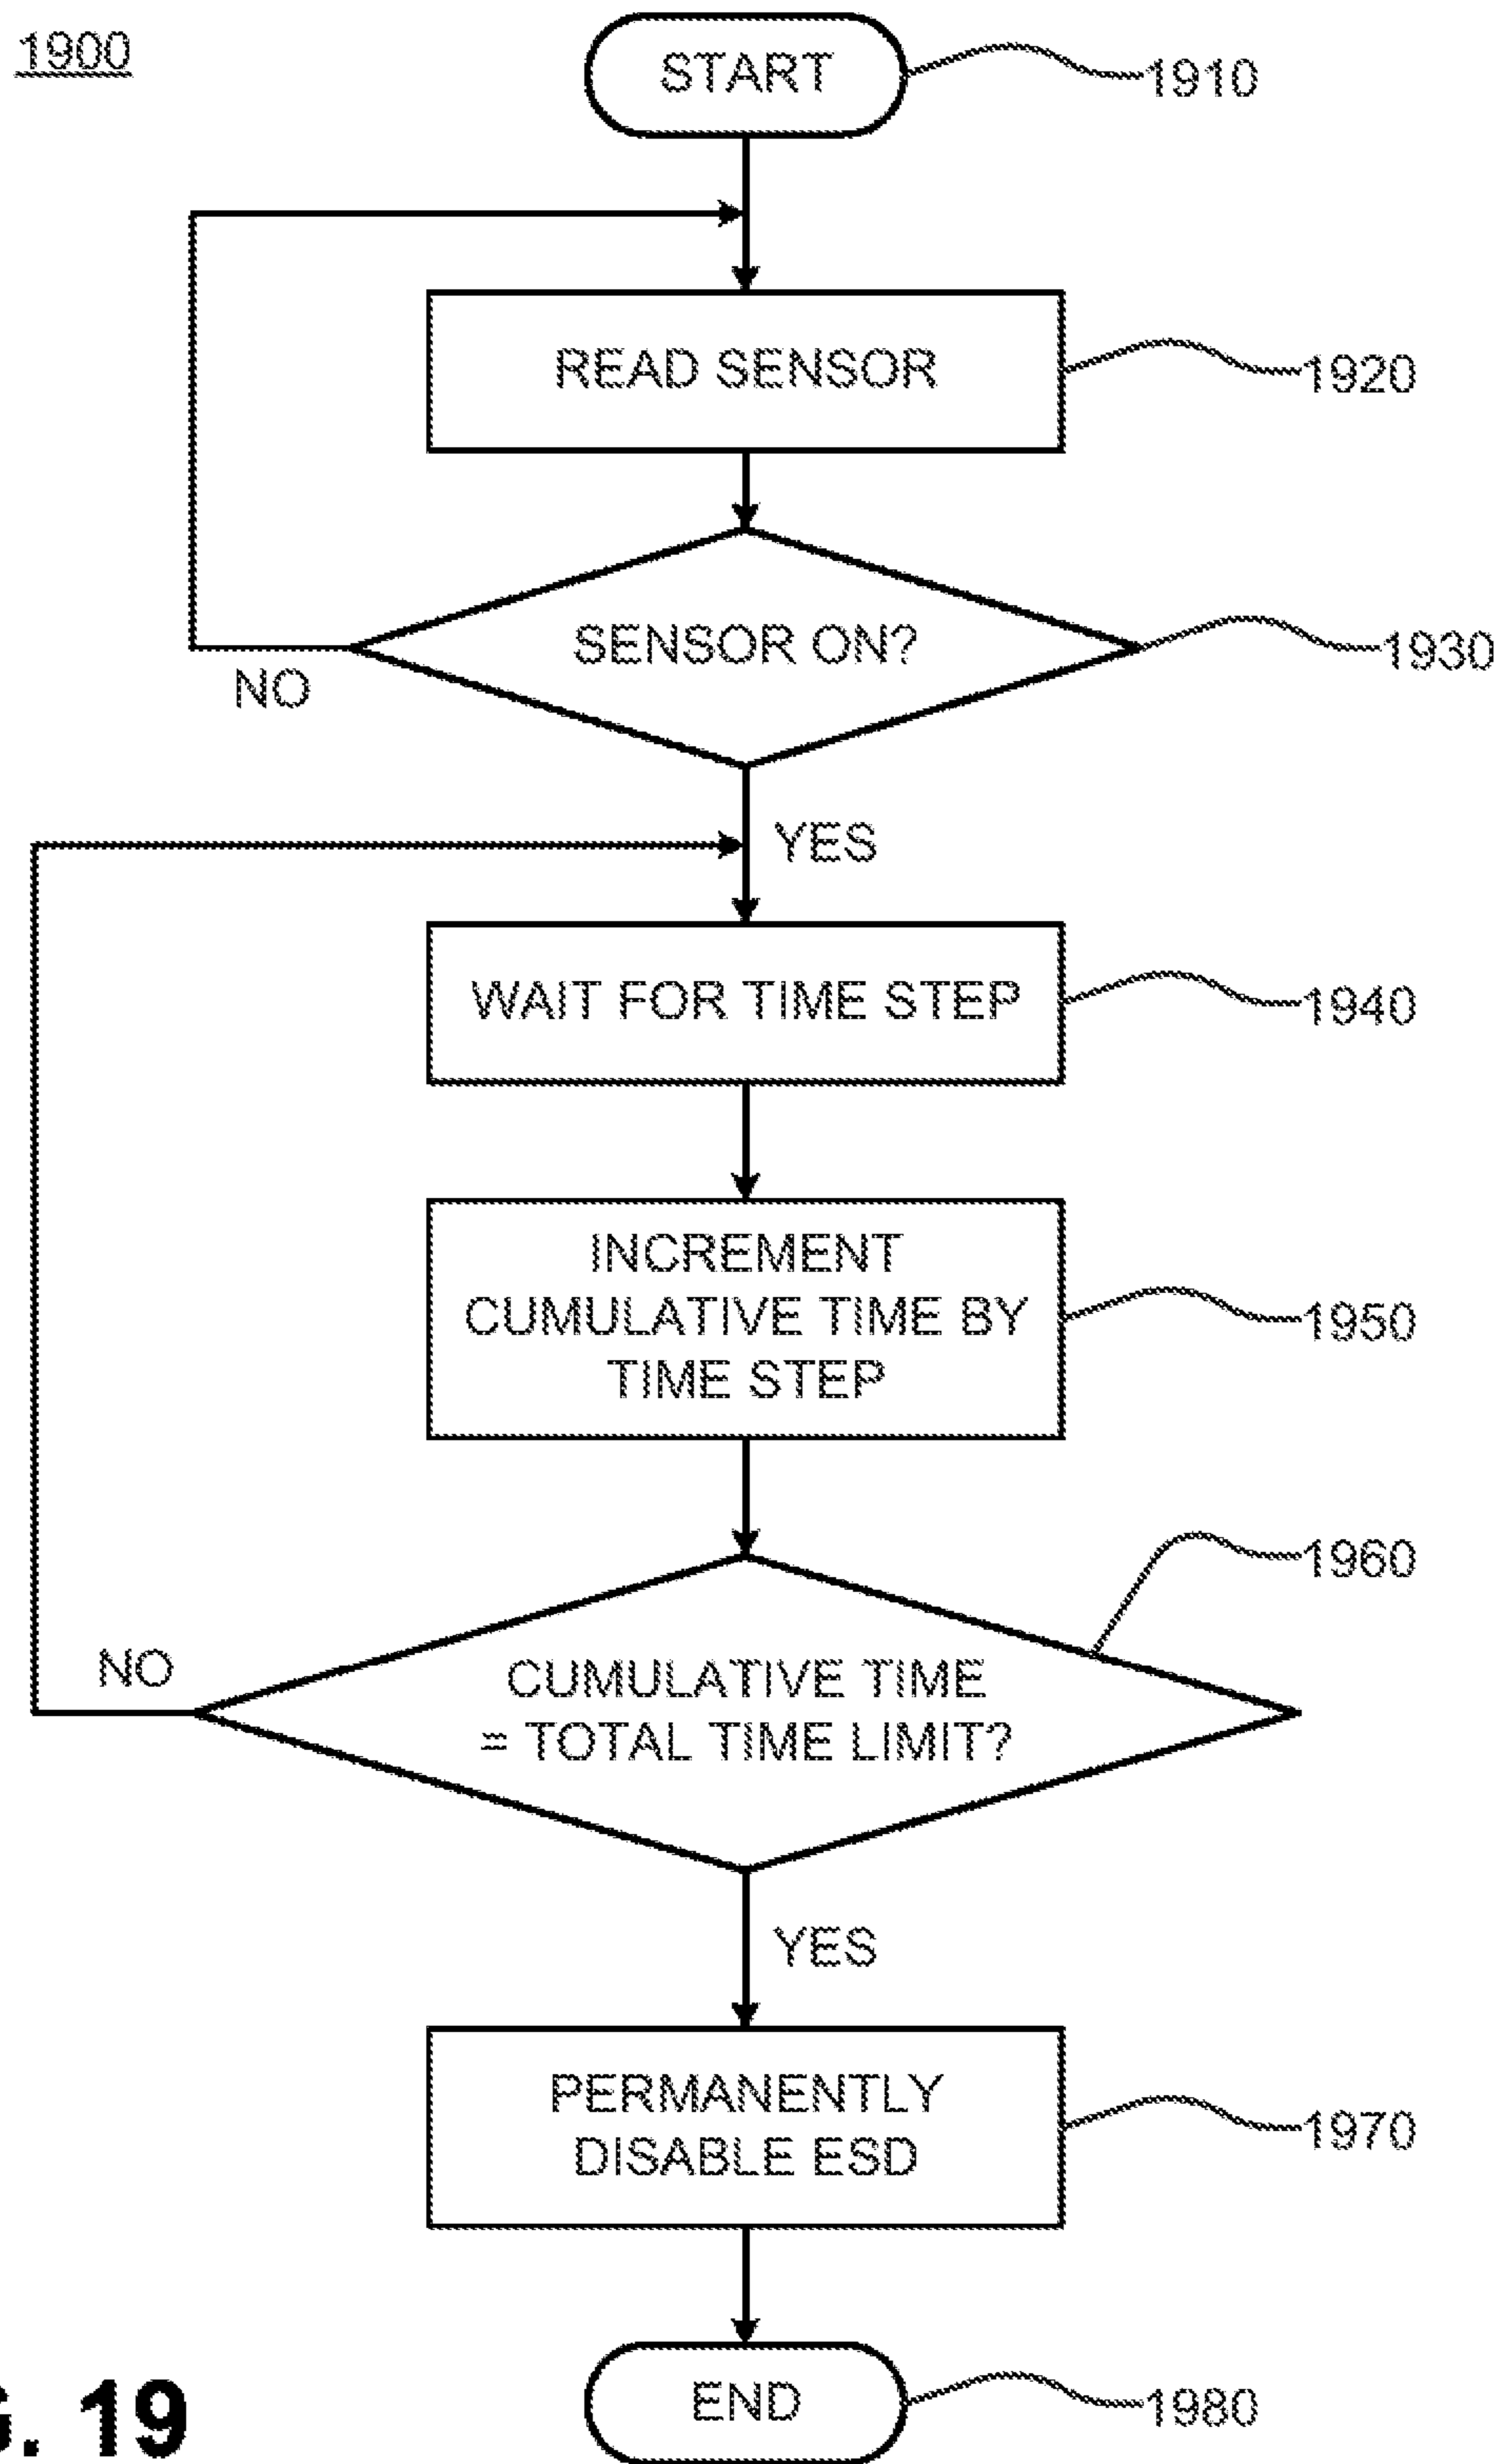 1900
START
1910
READ SENSOR
1920
SENSOR ON?
1930
NO
YES
WAIT FOR TIME STEP
1940
INCREMENT
CUMULATIVE TIME BY
TIME STEP
1950
1960
NO
CUMULATIVE TIME
= TOTAL TIME LIMIT?
YES
PERMANENTLY
DISABLE ESD
1970
END
1980
G. 19